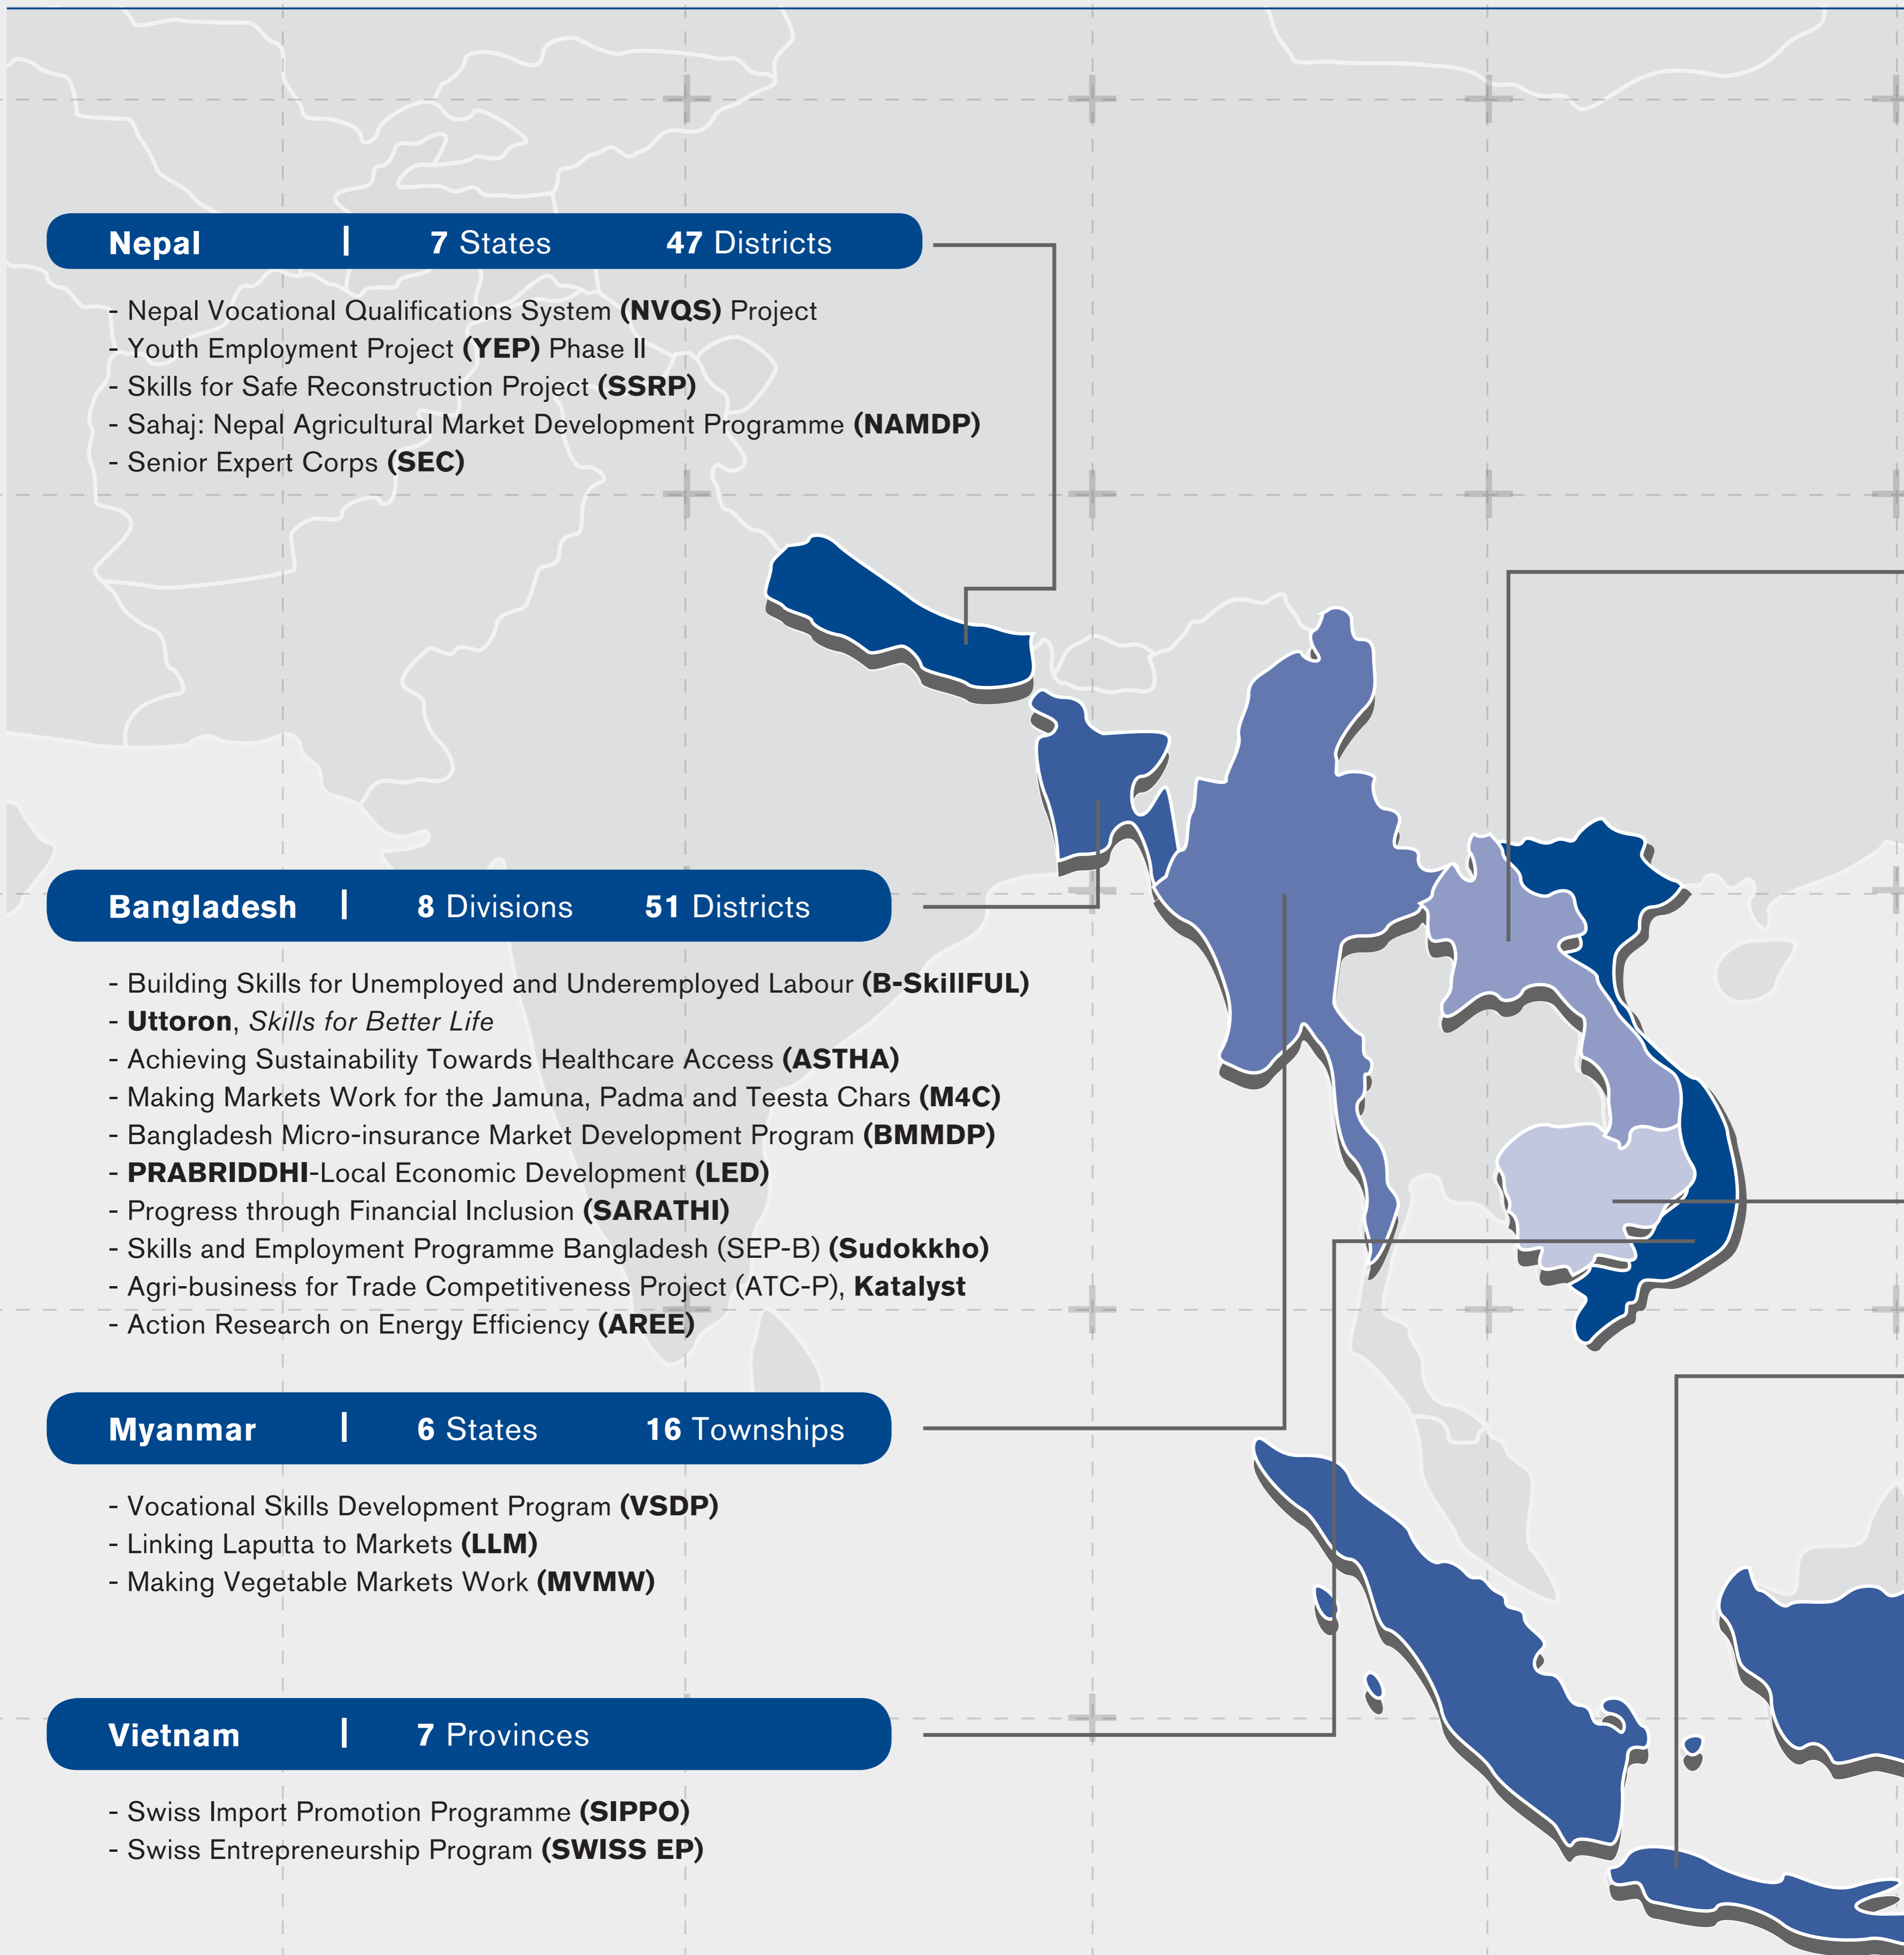 Nepal | 7 States 47 Districts
- Nepal Vocational Qualifications System (NVQS) Project
- Youth Employment Project (YEP) Phase II
- Skills for Safe Reconstruction Project (SSRP)
- Sahaj: Nepal Agricultural Market Development Programme (NAMDP)
- Senior Expert Corps (SEC)
Bangladesh | 8 Divisions 51 Districts
- Building Skills for Unemployed and Underemployed Labour (B-SkillFUL)
- Uttoron, Skills for Better Life
- Achieving Sustainability Towards Healthcare Access (ASTHA)
- Making Markets Work for the Jamuna, Padma and Teesta Chars (M4C)
- Bangladesh Micro-insurance Market Development Program (BMMDP)
- PRABRIDDHI-Local Economic Development (LED)
- Progress through Financial Inclusion (SARATHI)
- Skills and Employment Programme Bangladesh (SEP-B) (Sudokkho)
- Agri-business for Trade Competitiveness Project (ATC-P), Katalyst
- Action Research on Energy Efficiency (AREE)
Myanmar | 6 States 16 Townships
- Vocational Skills Development Program (VSDP)
- Linking Laputta to Markets (LLM)
- Making Vegetable Markets Work (MVMW)
Vietnam | 7 Provinces
- Swiss Import Promotion Programme (SIPPO)
- Swiss Entrepreneurship Program (SWISS EP)